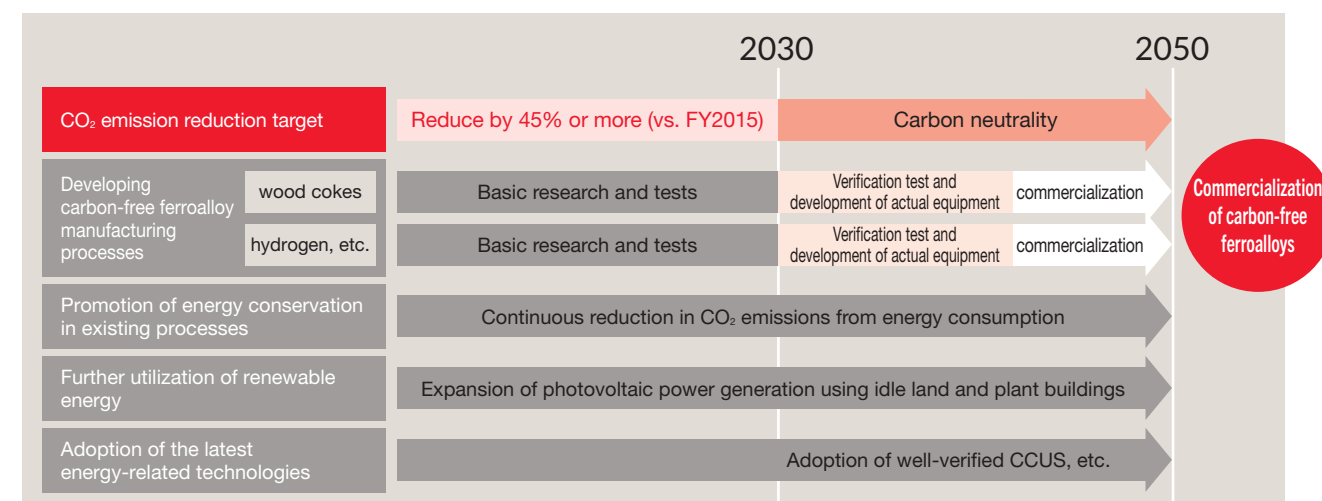 2030
2050
CO₂ emission reduction target
Reduce by 45% or more (vs. FY2015)
Carbon neutrality
Developing
carbon-free ferroalloy
manufacturing
processes
wood cokes
Basic research and tests
Verification test and
development of actual equipment
commercialization
hydrogen, etc.
Basic research and tests
Verification test and
development of actual equipment
commercialization
Commercialization
of carbon-free
ferroalloys
Promotion of energy conservation
in existing processes
Continuous reduction in CO₂ emissions from energy consumption
Further utilization of renewable
energy
Expansion of photovoltaic power generation using idle land and plant buildings
Adoption of the latest
energy-related technologies
Adoption of well-verified CCUS, etc.